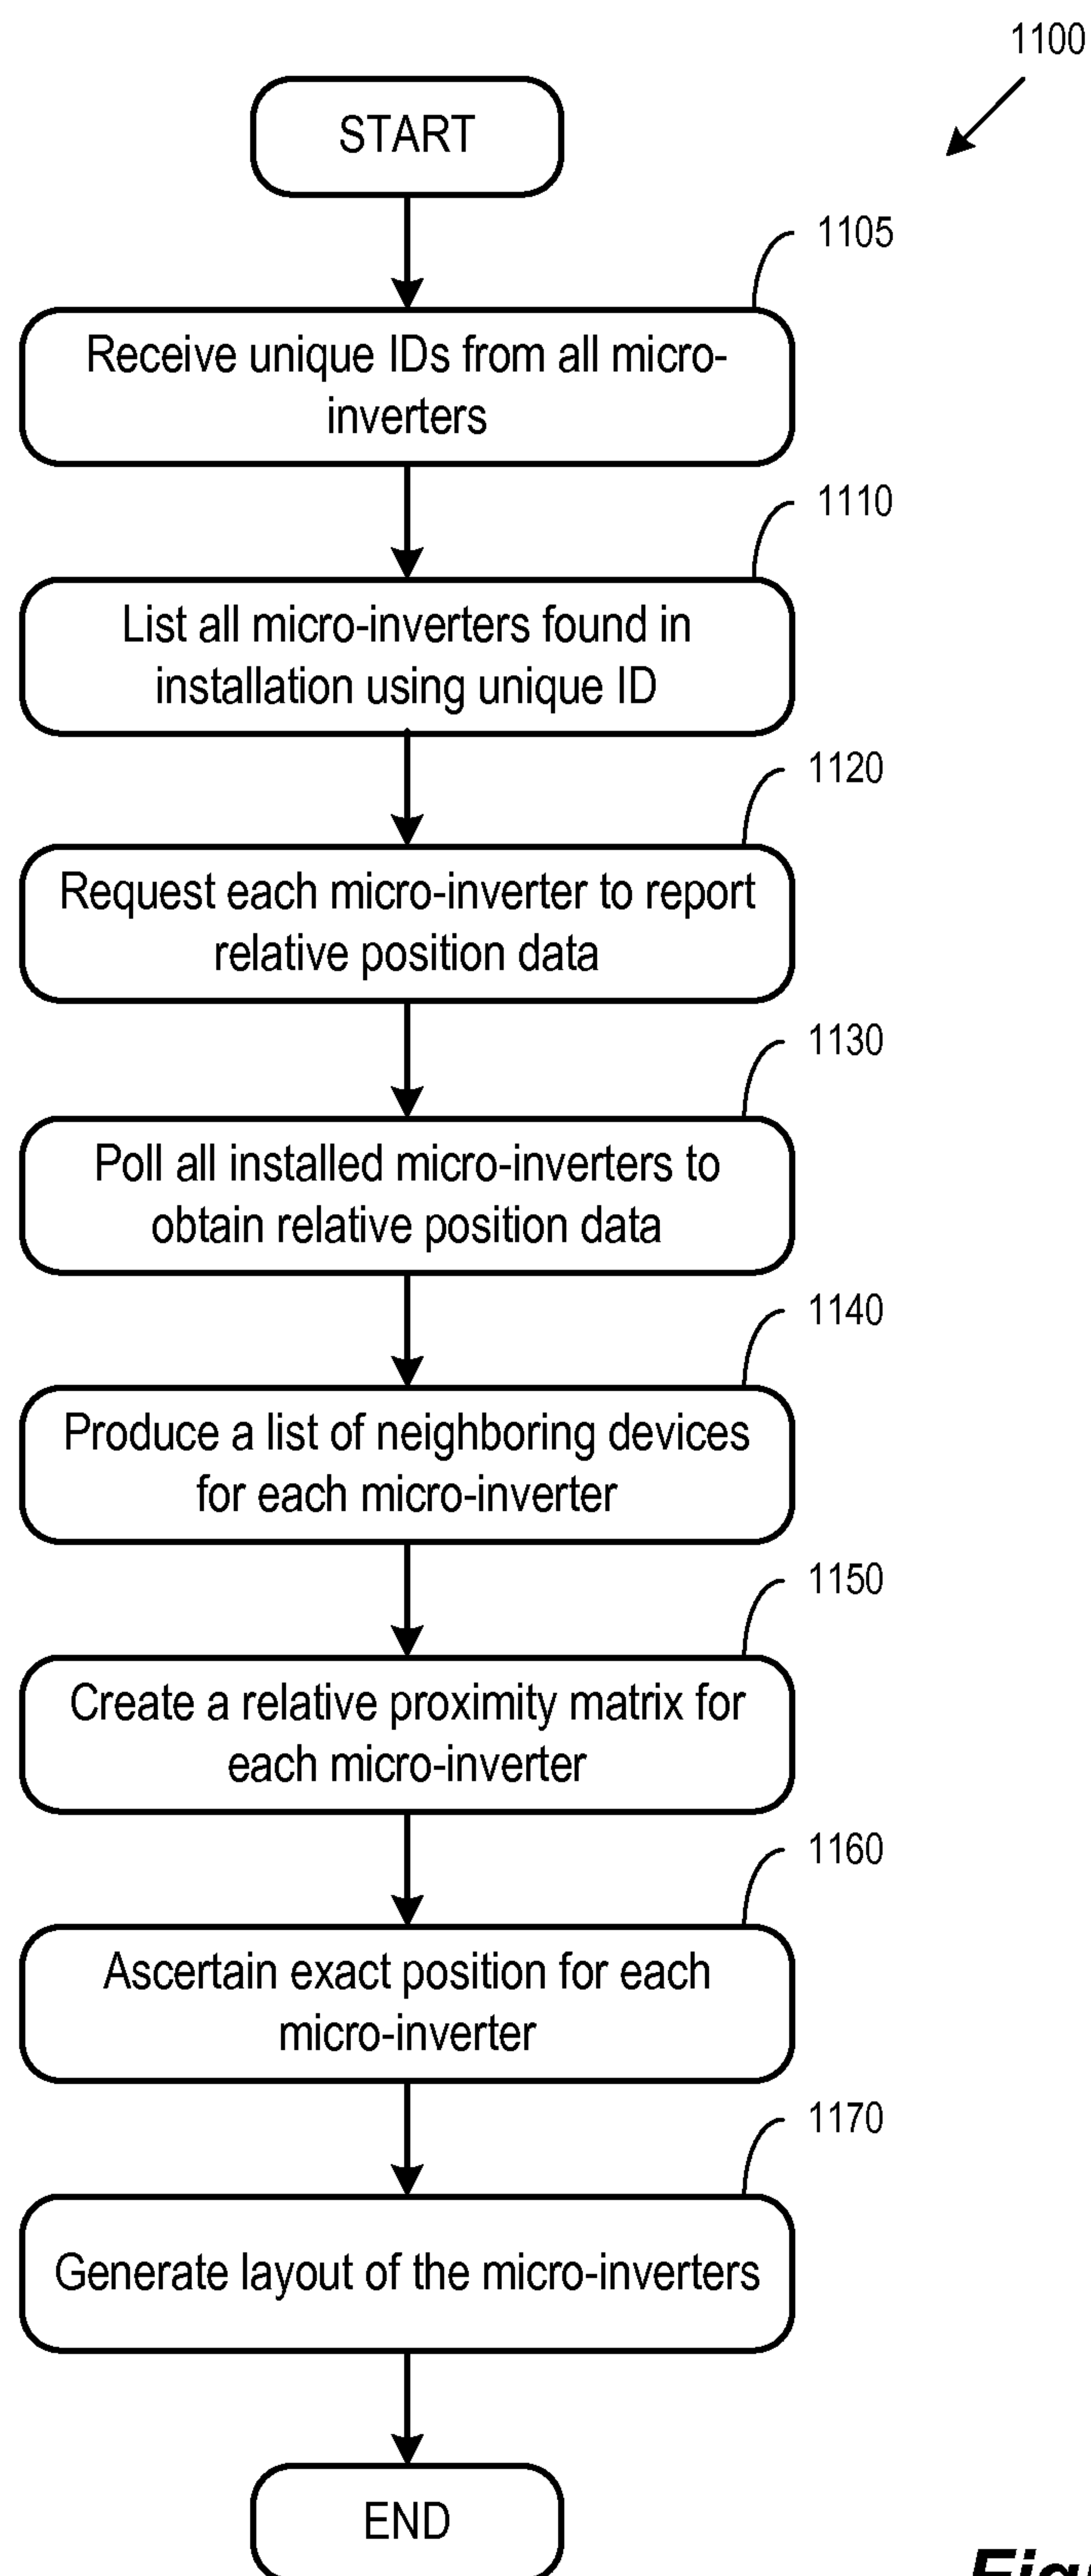 1100
START
1105
Receive unique IDs from all micro-
inverters
1110
List all micro-inverters found in
installation using unique ID
1120
Request each micro-inverter to report
relative position data
1130
Poll all installed micro-inverters to
obtain relative position data
1140
Produce a list of neighboring devices
for each micro-inverter
1150
Create a relative proximity matrix for
each micro-inverter
1160
Ascertain exact position for each
micro-inverter
1170
Generate layout of the micro-inverters
END